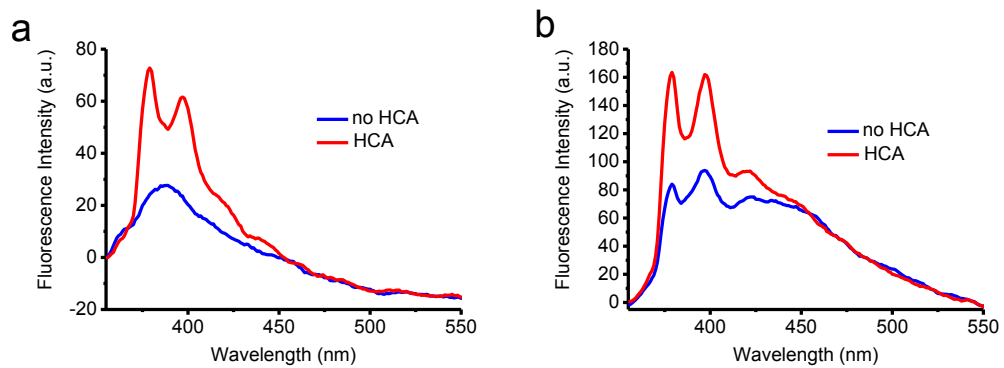 a
80
60
40
20
0
-20
400
450
500
550
Fluorescence Intensity (a.u.)
Wavelength (nm)
no HCA
HCA
b
180
160
140
120
100
80
60
40
20
0
400
450
500
550
Fluorescence Intensity (a.u.)
Wavelength (nm)
no HCA
HCA